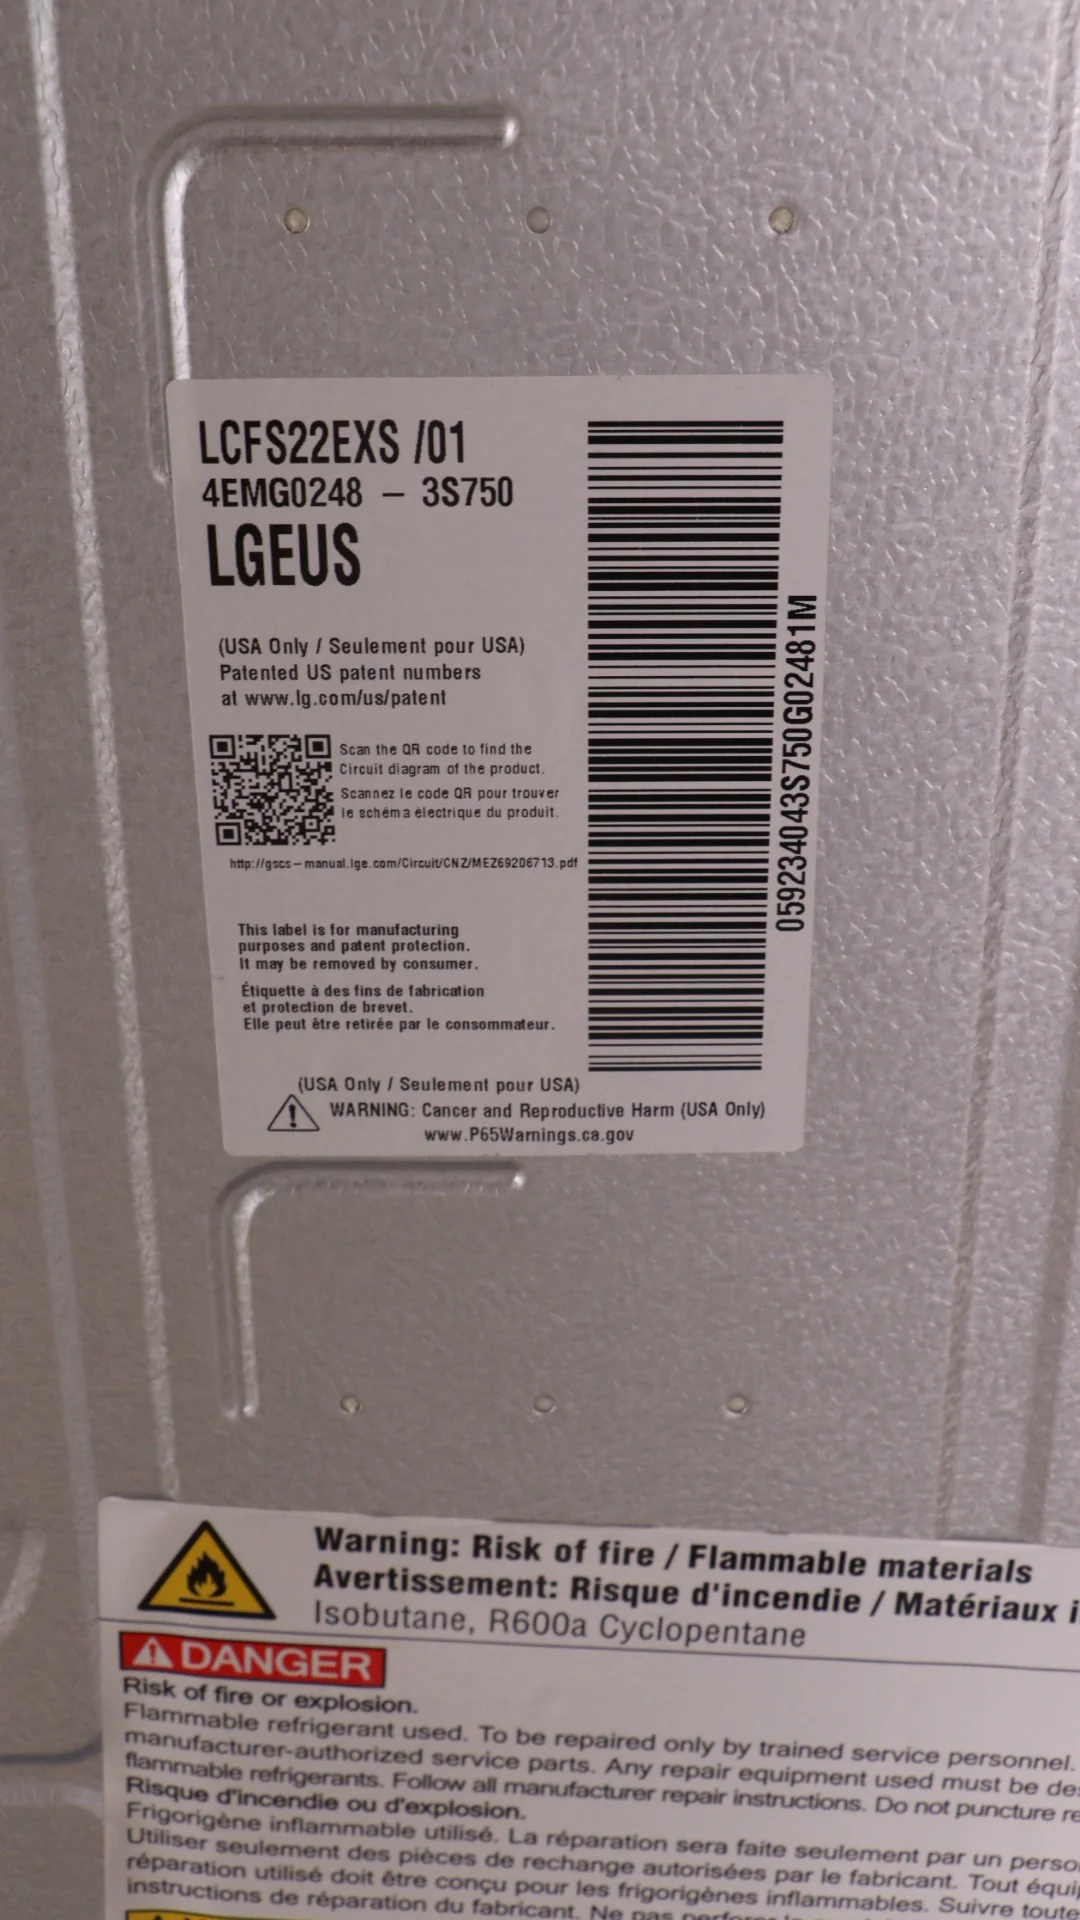 LCFS22EXS /01
4EMG0248 – 3S750
LGEUS
(USA Only / Seulement pour USA)
Patented US patent numbers
at www.lg.com/us/patent
Scan the QR code to find the
Circuit diagram of the product.
Scannez le code QR pour trouver
le schéma électrique du produit.
http://gscs–manual.lge.com/Circuit/CNZ/MEZ69206713.pdf
This label is for manufacturing
purposes and patent protection.
It may be removed by consumer.
Étiquette à des fins de fabrication
et protection de brevet.
Elle peut être retirée par le consommateur.
059234043S750G02481M
(USA Only / Seulement pour USA)
WARNING: Cancer and Reproductive Harm (USA Only)
www.P65Warnings.ca.gov
Warning: Risk of fire / Flammable materials
Avertissement: Risque d'incendie / Matériaux i
Isobutane, R600a Cyclopentane
DANGER
Risk of fire or explosion.
Flammable refrigerant used. To be repaired only by trained service personnel.
manufacturer-authorized service parts. Any repair equipment used must be de
flammable refrigerants. Follow all manufacturer repair instructions. Do not puncture re
Risque d'incendie ou d'explosion.
Frigorigène inflammable utilisé. La réparation sera faite seulement par un perso
Utiliser seulement des pièces de rechange autorisées par le fabricant. Tout équi
réparation utilisé doit être conçu pour les frigorigènes inflammables. Suivre toute
instructions de réparation du fabricant. Ne pas